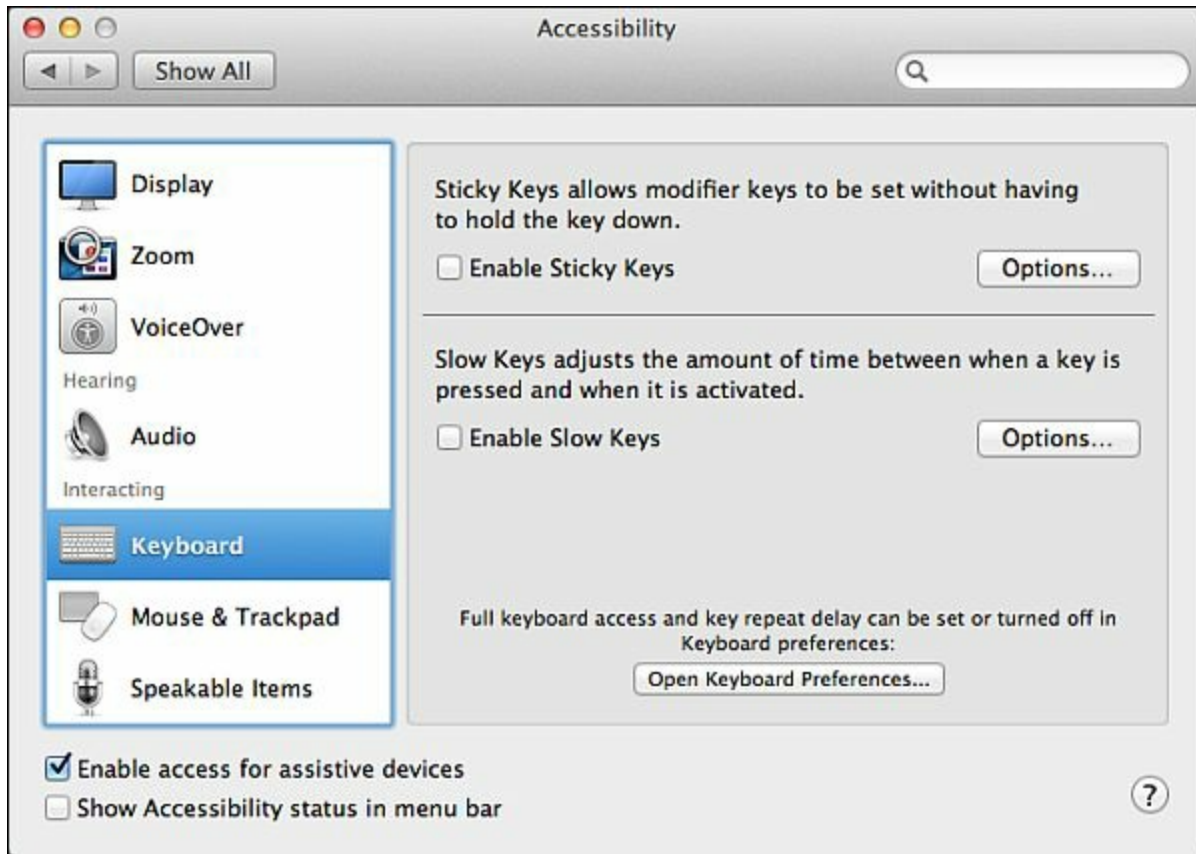 Accessibility
Show All
Display
Zoom
VoiceOver
Hearing
Audio
Interacting
Keyboard
Mouse & Trackpad
Speakable Items
Sticky Keys allows modifier keys to be set without having
to hold the key down.
Enable Sticky Keys
Options...
Slow Keys adjusts the amount of time between when a key is
pressed and when it is activated.
Enable Slow Keys
Options...
Full keyboard access and key repeat delay can be set or turned off in
Keyboard preferences:
Open Keyboard Preferences...
Enable access for assistive devices
Show Accessibility status in menu bar
?